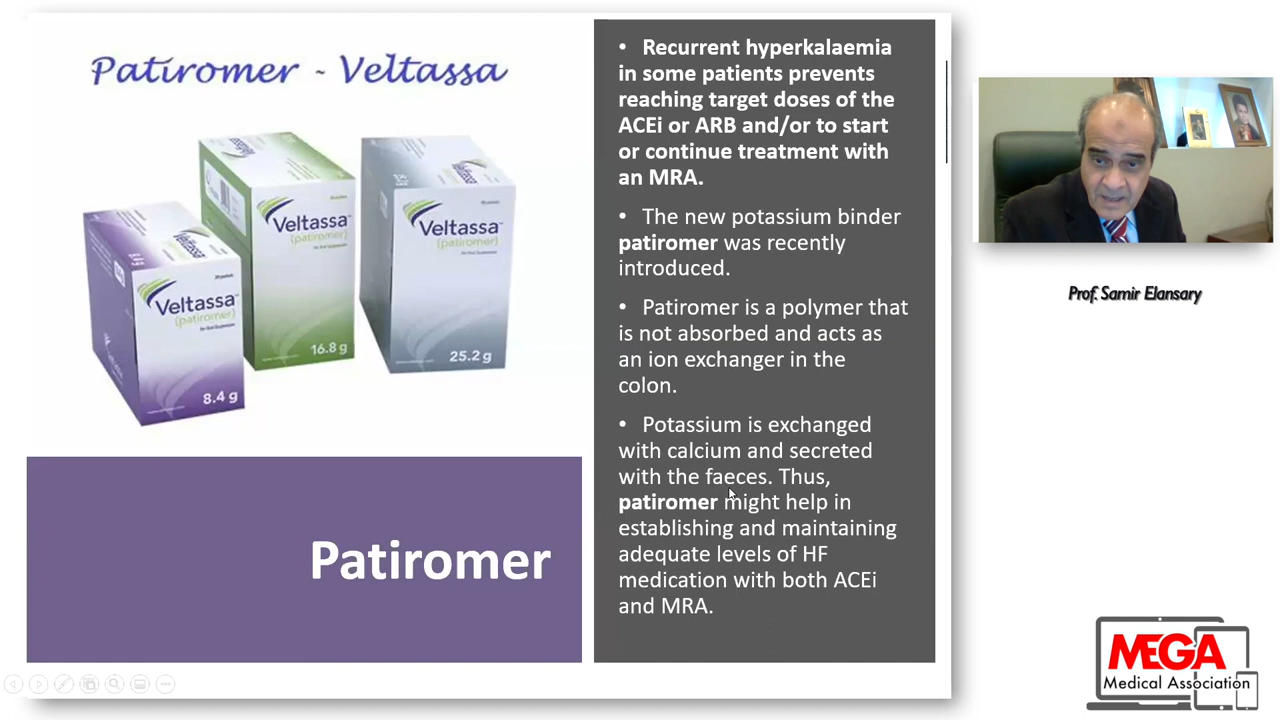 Patiromer ~ Veltassa
Veltassa
(patiromer)
for Oral Suspension
8.4 g
Veltassa
(patiromer)
for Oral Suspension
16.8 g
Veltassa
(patiromer)
for Oral Suspension
25.2 g
Patiromer
• Recurrent hyperkalaemia
in some patients prevents
reaching target doses of the
ACEi or ARB and/or to start
or continue treatment with
an MRA.
• The new potassium binder
patiromer was recently
introduced.
• Patiromer is a polymer that
is not absorbed and acts as
an ion exchanger in the
colon.
• Potassium is exchanged
with calcium and secreted
with the faeces. Thus,
patiromer might help in
establishing and maintaining
adequate levels of HF
medication with both ACEi
and MRA.
Prof. Samir Elansary
MEGA
Medical Association